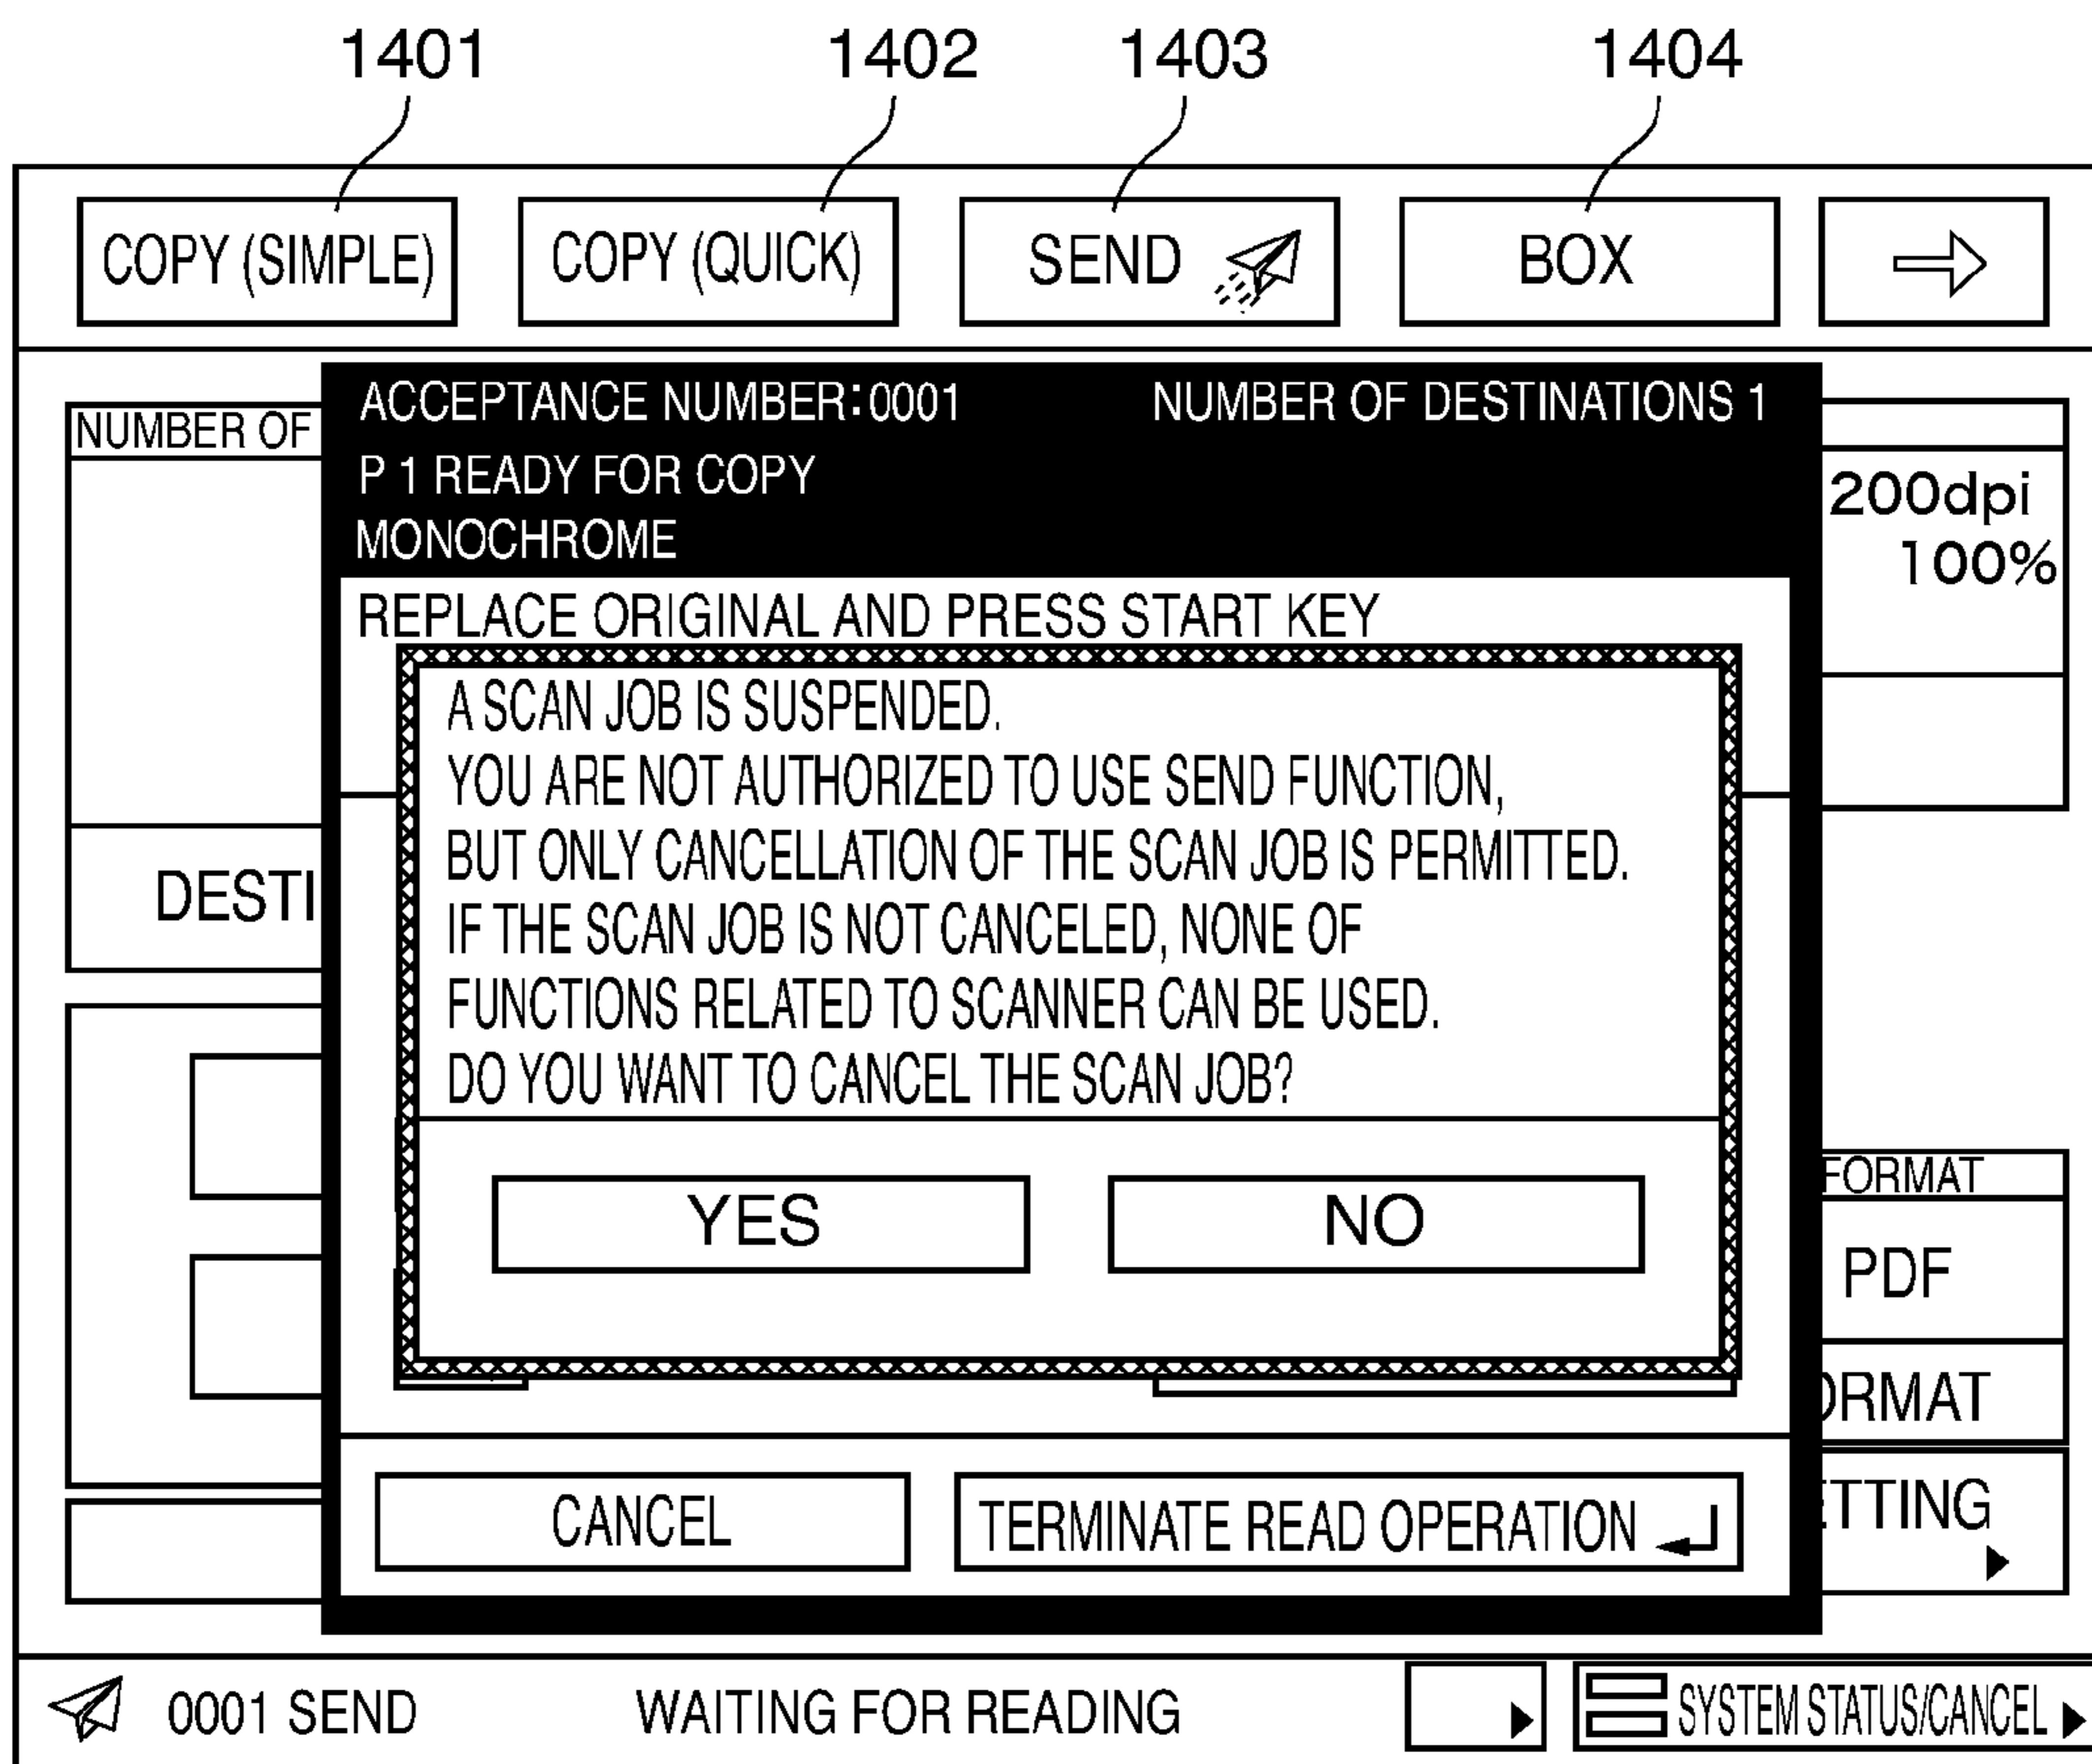 1401 1402 1403 1404
COPY (SIMPLE) COPY (QUICK) SEND BOX
ACCEPTANCE NUMBER:0001 NUMBER OF DESTINATIONS 1
NUMBER OF
P 1 READY FOR COPY
200dpi
MONOCHROME
100%
REPLACE ORIGINAL AND PRESS START KEY
A SCAN JOB IS SUSPENDED.
YOU ARE NOT AUTHORIZED TO USE SEND FUNCTION,
BUT ONLY CANCELLATION OF THE SCAN JOB IS PERMITTED.
DESTI
IF THE SCAN JOB IS NOT CANCELED, NONE OF
FUNCTIONS RELATED TO SCANNER CAN BE USED.
DO YOU WANT TO CANCEL THE SCAN JOB?
FORMAT
YES NO
PDF
ORMAT
CANCEL TERMINATE READ OPERATION
ETTING
0001 SEND WAITING FOR READING SYSTEM STATUS/CANCEL